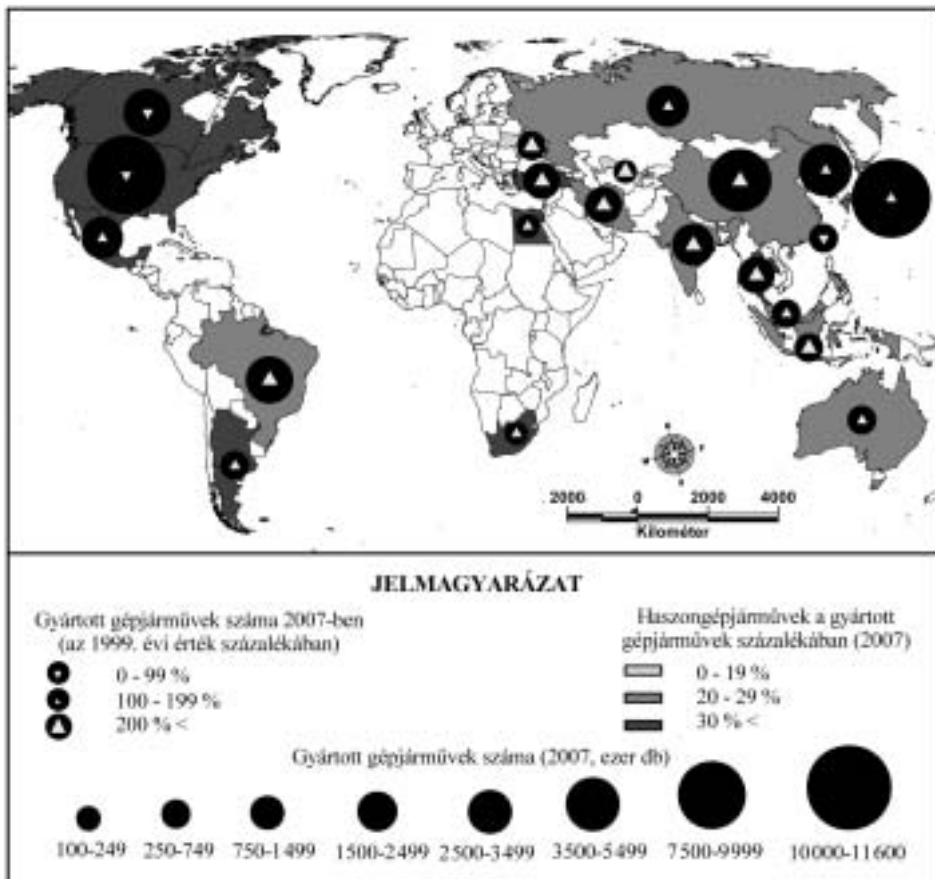 2000 0 2000 4000
Kilométer
JELMAGYARÁZAT
Gyártott gépjárművek száma 2007-ben
(az 1999. évi érték százalékában)
0 - 99 %
100 - 199 %
200 % <
Haszongépjárművek a gyártott
gépjárművek százalékában (2007)
0 - 19 %
20 - 29 %
30 % <
Gyártott gépjárművek száma (2007, ezer db)
100-249 250-749 750-1499 1500-2499 2500-3499 3500-5499 7500-9999 10000-11600